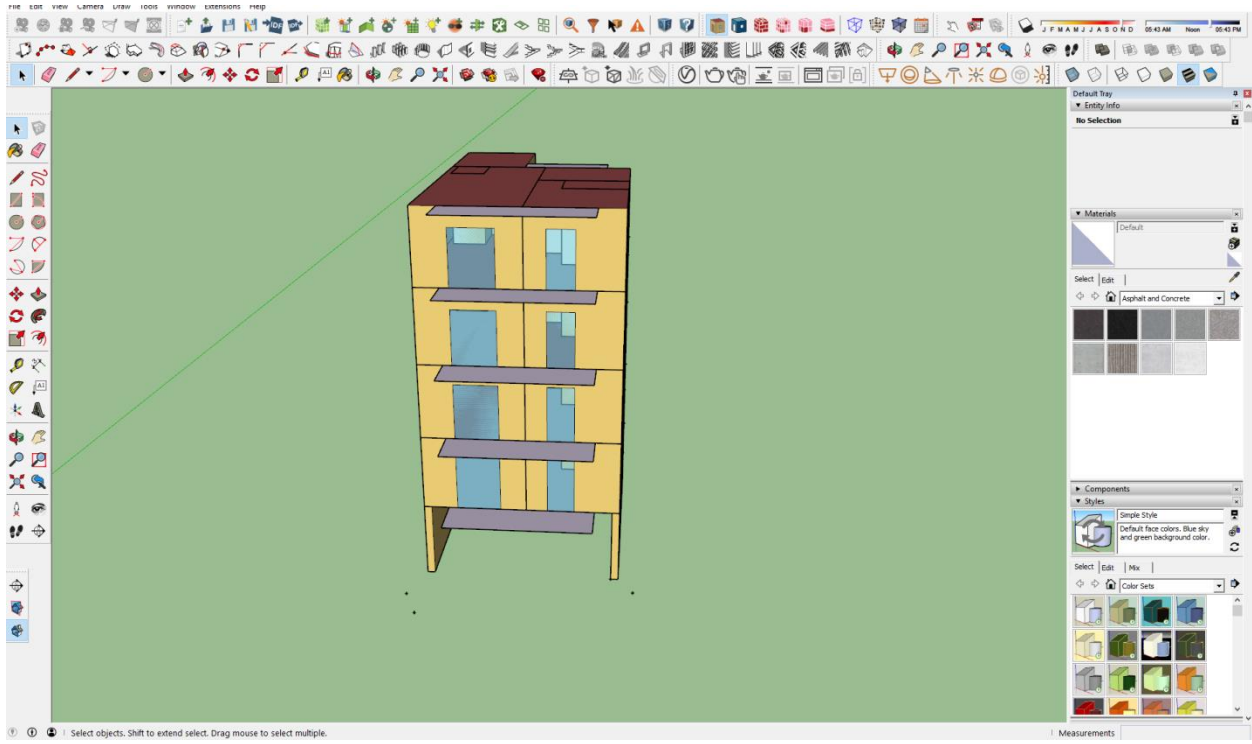 File Edit View Camera Draw Tools Window Extensions Help
J F M A M J J A S O N D 05:43 AM Noon 05:43 PM
Default Tray
Entity Info
No Selection
Materials
Default
Select Edit
Asphalt and Concrete
Components
Styles
Simple Style
Default face colors. Blue sky
and green background color.
Select Edit Mix
Color Sets
Select objects. Shift to extend select. Drag mouse to select multiple.
Measurements